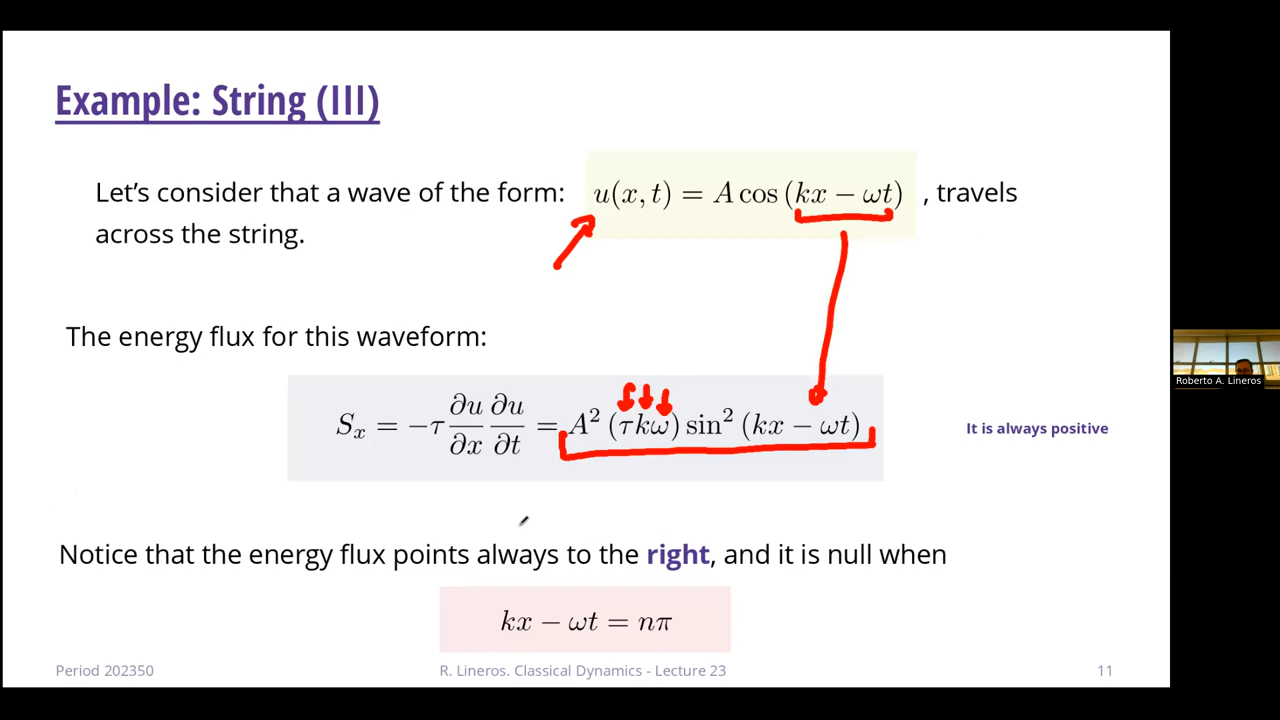 Example: String (III)
Let's consider that a wave of the form: u(x, t) = A cos (kx − ωt) , travels
across the string.
The energy flux for this waveform:
Sₓ = −τ ∂u/∂x ∂u/∂t = A² (τkω) sin² (kx − ωt)
It is always positive
Notice that the energy flux points always to the right, and it is null when
kx − ωt = nπ
Period 202350
R. Lineros. Classical Dynamics - Lecture 23
11
Roberto A. Lineros